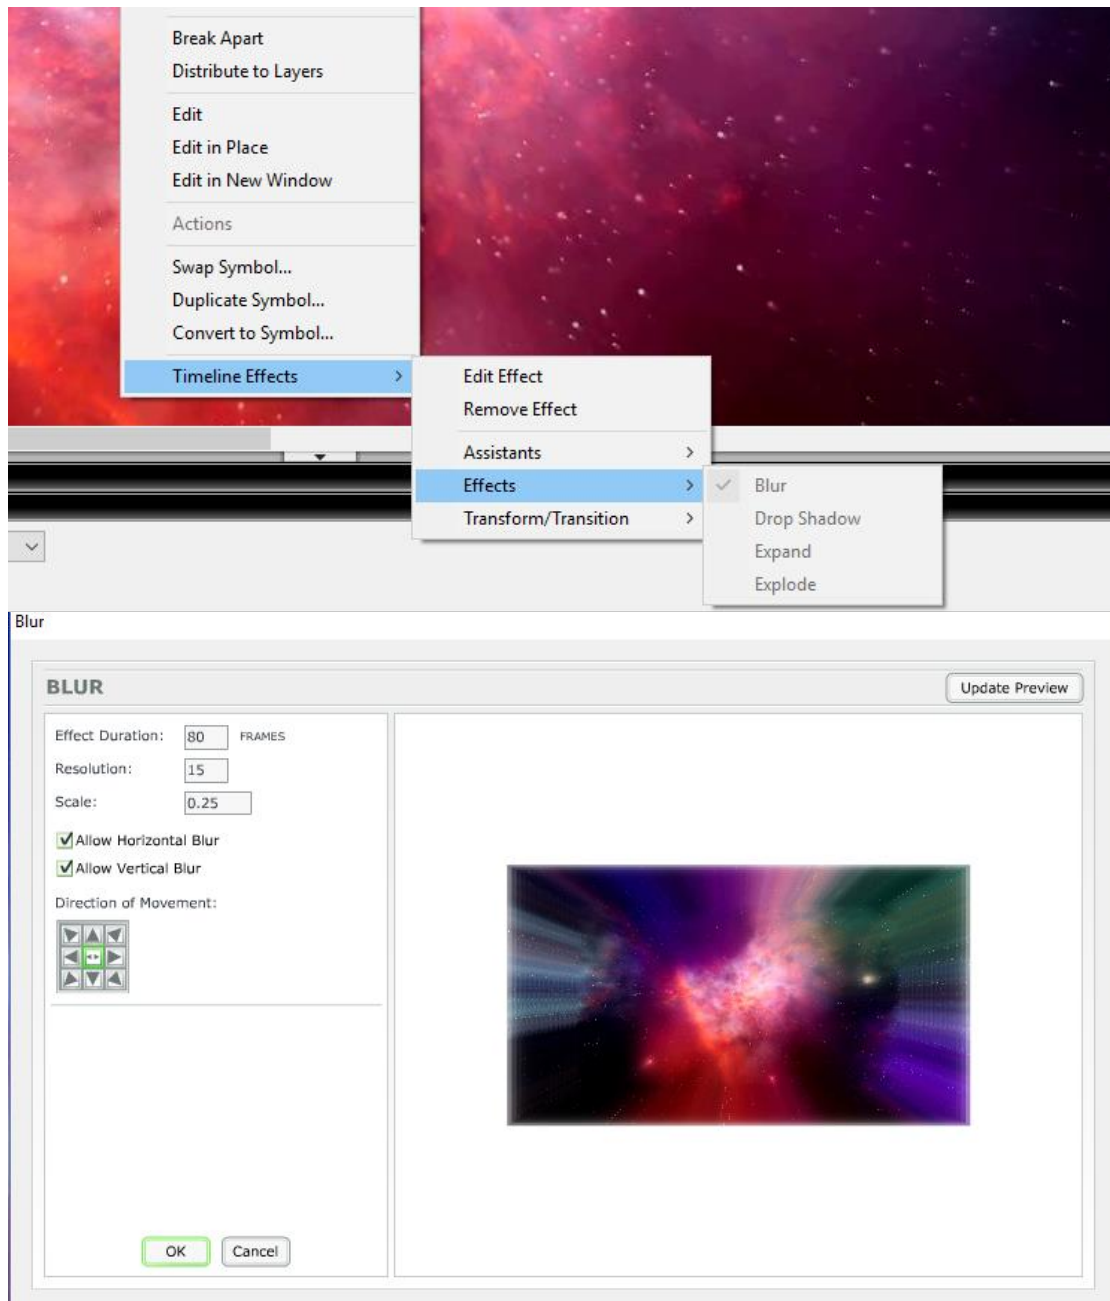 Break Apart
Distribute to Layers
Edit
Edit in Place
Edit in New Window
Actions
Swap Symbol...
Duplicate Symbol...
Convert to Symbol...
Timeline Effects
Edit Effect
Remove Effect
Assistants
Effects
Transform/Transition
Blur
Drop Shadow
Expand
Explode
Blur
BLUR
Update Preview
Effect Duration: 80 FRAMES
Resolution: 15
Scale: 0.25
Allow Horizontal Blur
Allow Vertical Blur
Direction of Movement:
OK
Cancel